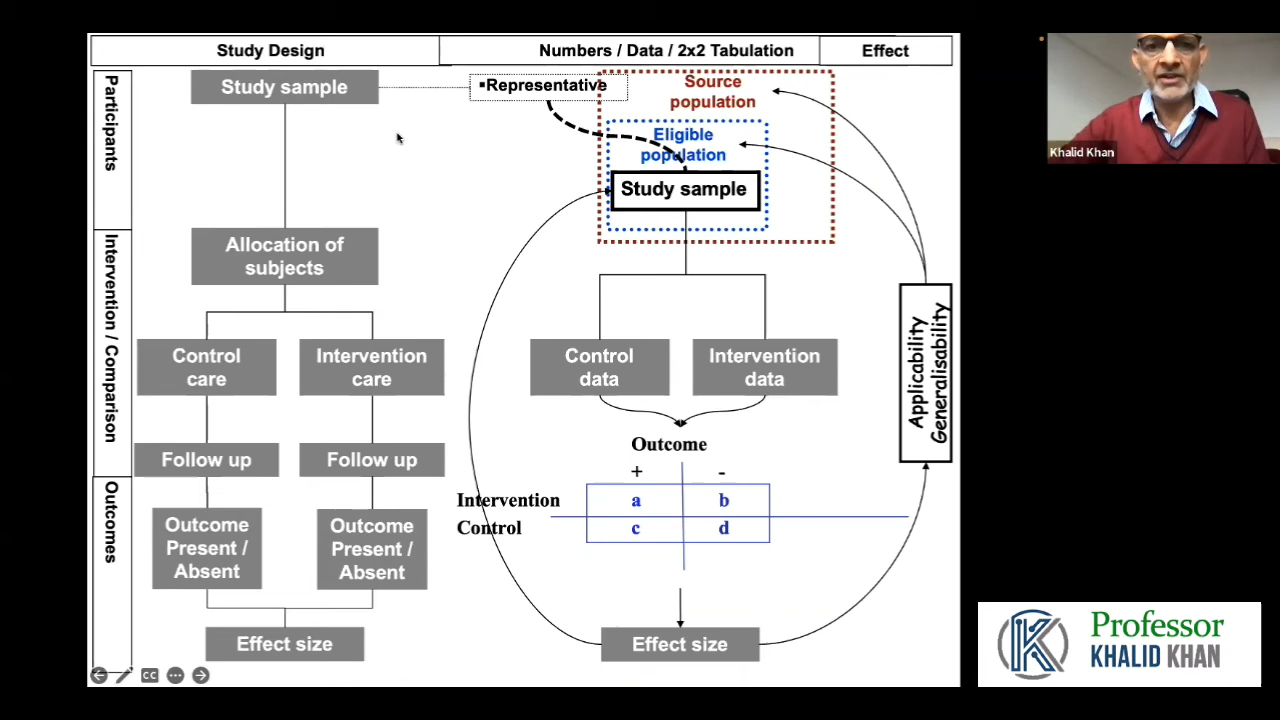 Study Design
Numbers / Data / 2x2 Tabulation
Effect
Participants
Intervention / Comparison
Outcomes
Study sample
Allocation of
subjects
Control
care
Intervention
care
Follow up
Follow up
Outcome
Present /
Absent
Outcome
Present /
Absent
Effect size
▪Representative
Source
population
Eligible
population
Study sample
Control
data
Intervention
data
Outcome
+ -
Intervention a b
Control c d
Effect size
Applicability
Generalisability
CC
Khalid Khan
K
Professor
KHALID KHAN